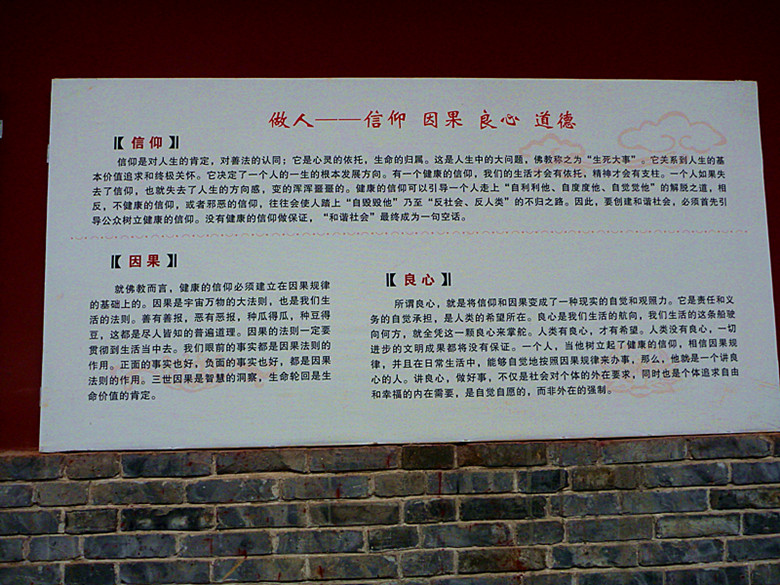 做人——信仰 因果 良心 道德
【信仰】
信仰是对人生的肯定，对善法的认同；它是心灵的依托，生命的归属。这是人生中的大问题，佛教称之为“生死大事”。它关系到人生的基
本价值追求和终极关怀。它决定了一个人的一生的根本发展方向。有一个健康的信仰，我们的生活才会有依托，精神才会有支柱。一个人如果失
去了信仰，也就失去了人生的方向感，变的浑浑噩噩的。健康的信仰可以引导一个人走上“自利利他、自度度他、自觉觉他”的解脱之道，相
反，不健康的信仰，或者邪恶的信仰，往往会使人踏上“自毁毁他”乃至“反社会、反人类”的不归之路。因此，要创建和谐社会，必须首先引
导公众树立健康的信仰。没有健康的信仰做保证，“和谐社会”最终成为一句空话。
【因果】
就佛教而言，健康的信仰必须建立在因果规律
的基础上的。因果是宇宙万物的大法则，也是我们生
活的法则。善有善报，恶有恶报，种瓜得瓜，种豆得
豆，这都是尽人皆知的普遍道理。因果的法则一定要
贯彻到生活当中去。我们眼前的事实都是因果法则的
作用。正面的事实也好，负面的事实也好，都是因果
法则的作用。三世因果是智慧的洞察，生命轮回是生
命价值的肯定。
【良心】
所谓良心，就是将信仰和因果变成了一种现实的自觉和观照力。它是责任和义
务的自觉承担，是人类的希望所在。良心是我们生活的航向，我们生活的这条船驶
向何方，就全凭这一颗良心来掌舵。人类有良心，才有希望。人类没有良心，一切
进步的文明成果都将没有保证。一个人，当他树立起了健康的信仰，相信因果规
律，并且在日常生活中，能够自觉地按照因果规律来办事，那么，他就是一个讲良
心的人。讲良心，做好事，不仅是社会对个体的外在要求，同时也是个体追求自由
和幸福的内在需要，是自觉自愿的，而非外在的强制。